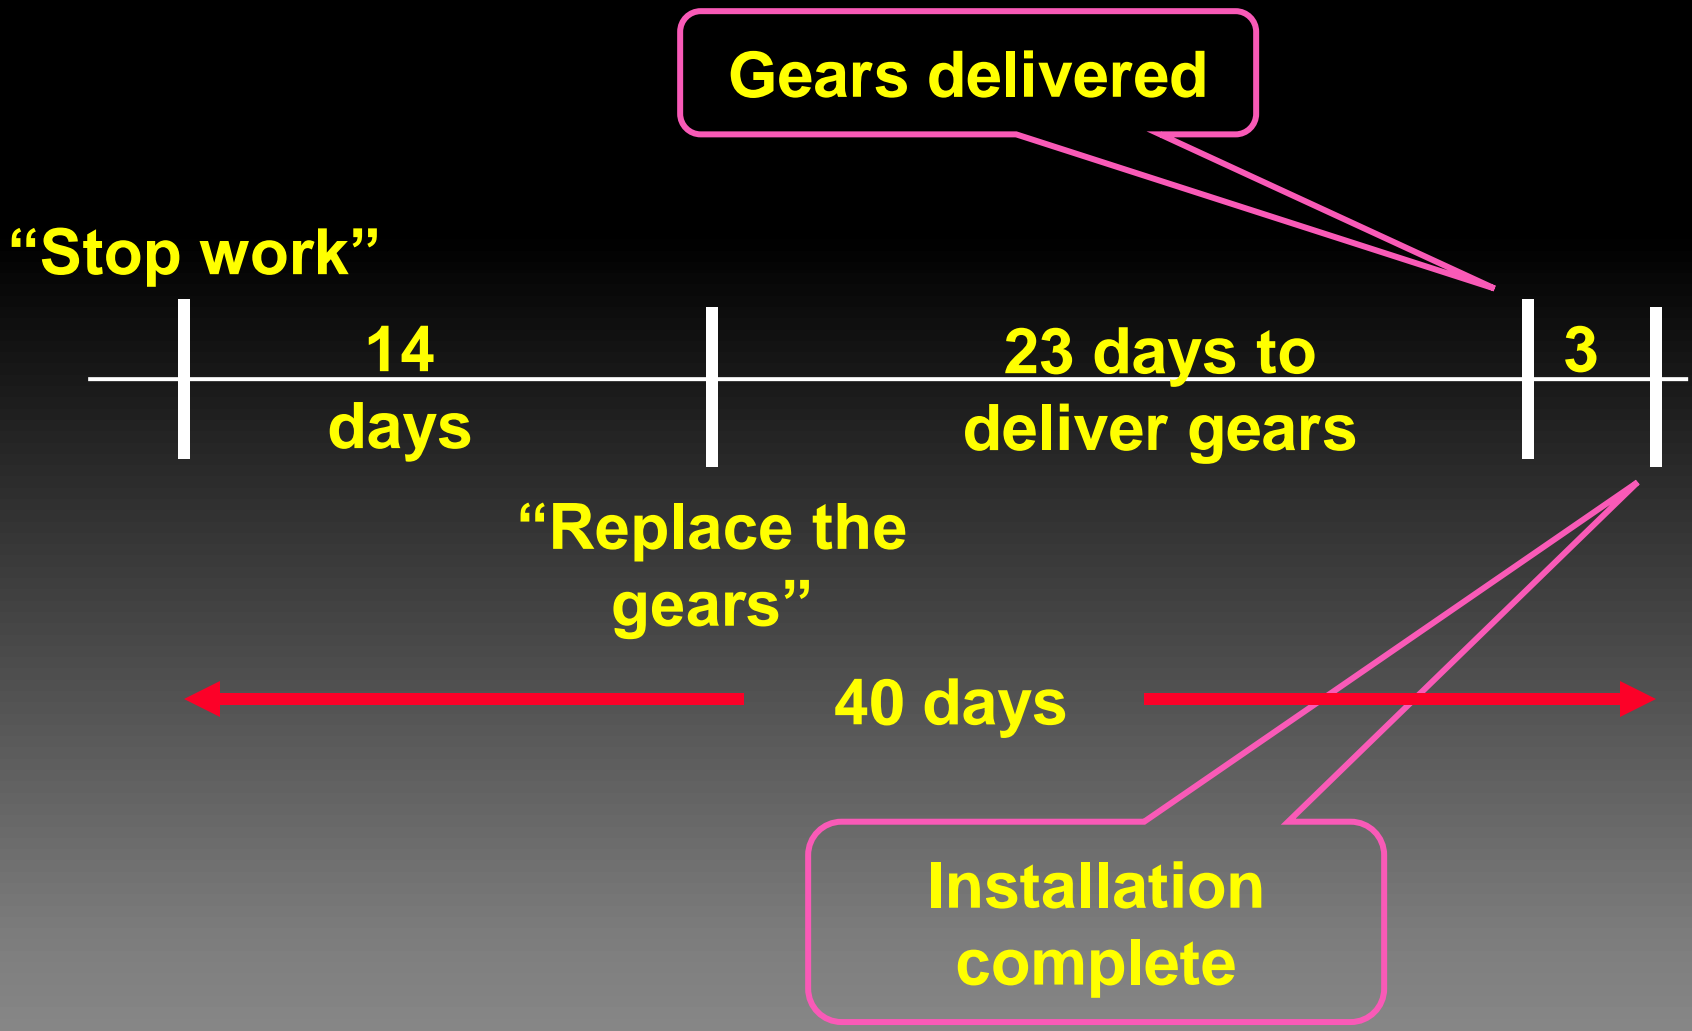 Gears delivered
“Stop work”
14
days
23 days to
deliver gears
3
“Replace the
gears”
40 days
Installation
complete